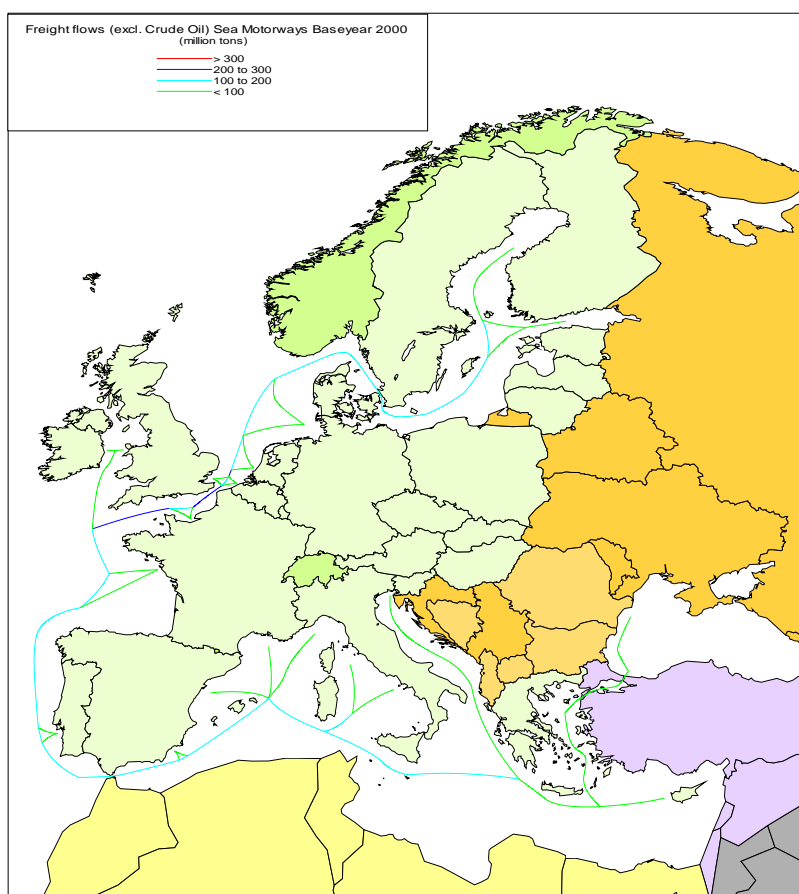 Freight flows (excl. Crude Oil) Sea Motorways Baseyear 2000
(million tons)
> 300
200 to 300
100 to 200
< 100